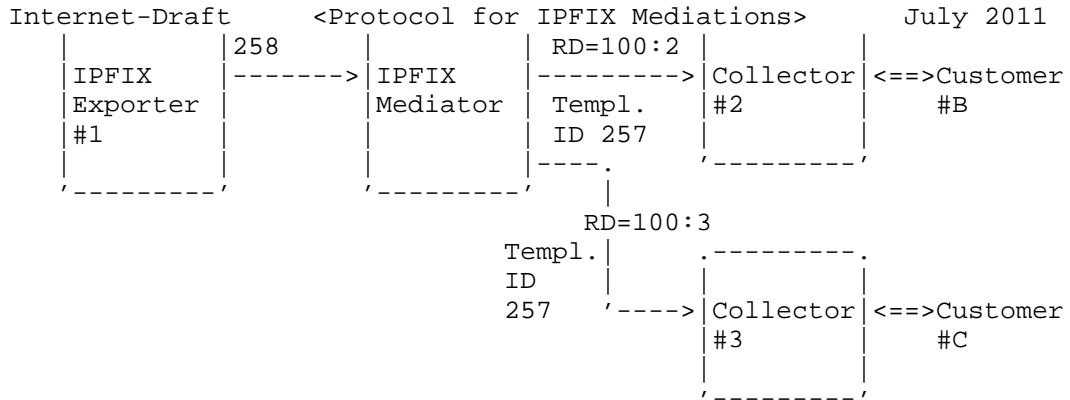 Internet-Draft <Protocol for IPFIX Mediations> July 2011
258 RD=100:2
IPFIX ------->IPFIX --------->Collector<==>Customer
Exporter Mediator Templ. #2 #B
#1 ID 257
RD=100:3
Templ.
ID
257 '---->Collector<==>Customer
#3 #C